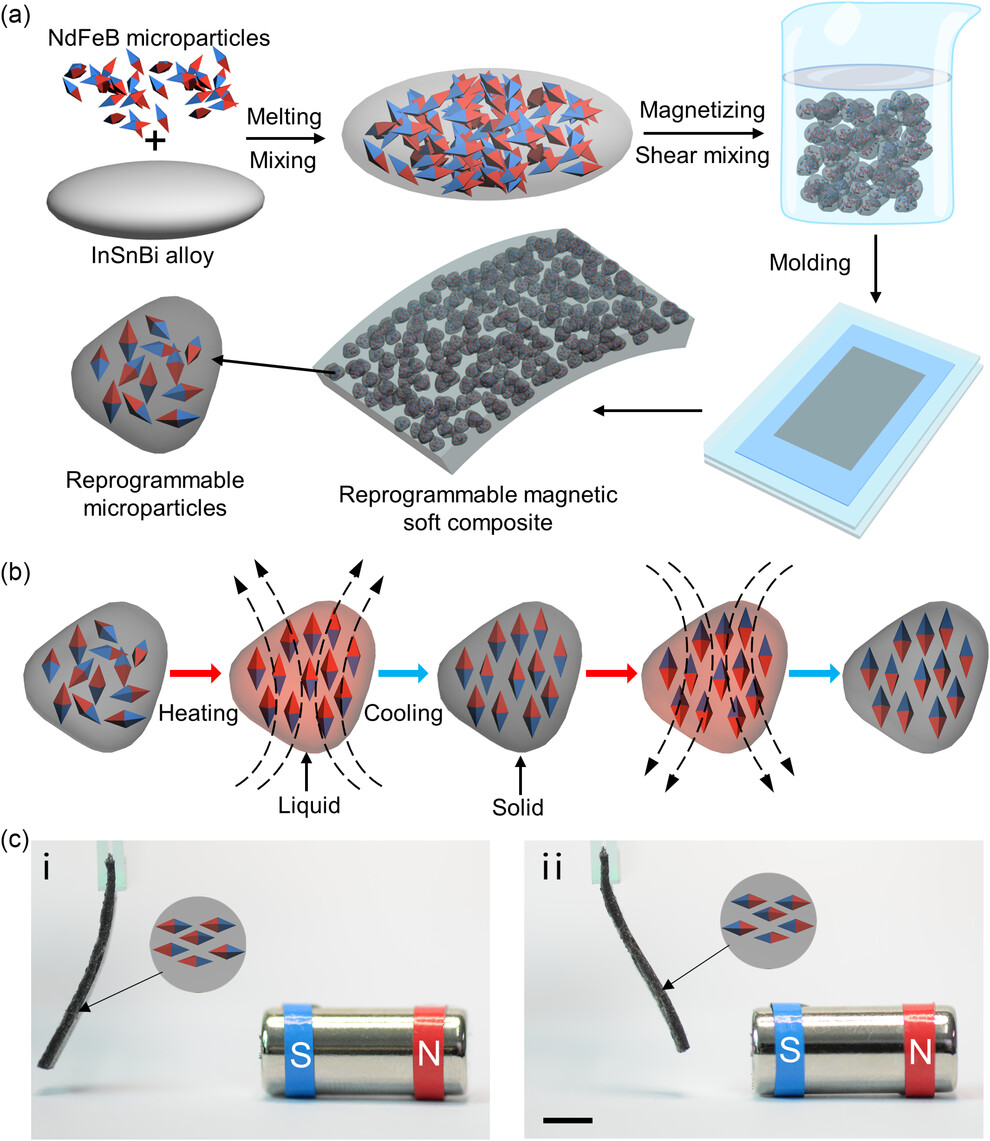 (a)
NdFeB microparticles
+
InSnBi alloy
Melting
Mixing
Magnetizing
Shear mixing
Molding
Reprogrammable
microparticles
Reprogrammable magnetic
soft composite
(b)
Heating
Liquid
Cooling
Solid
(c)
i
S
N
ii
S
N